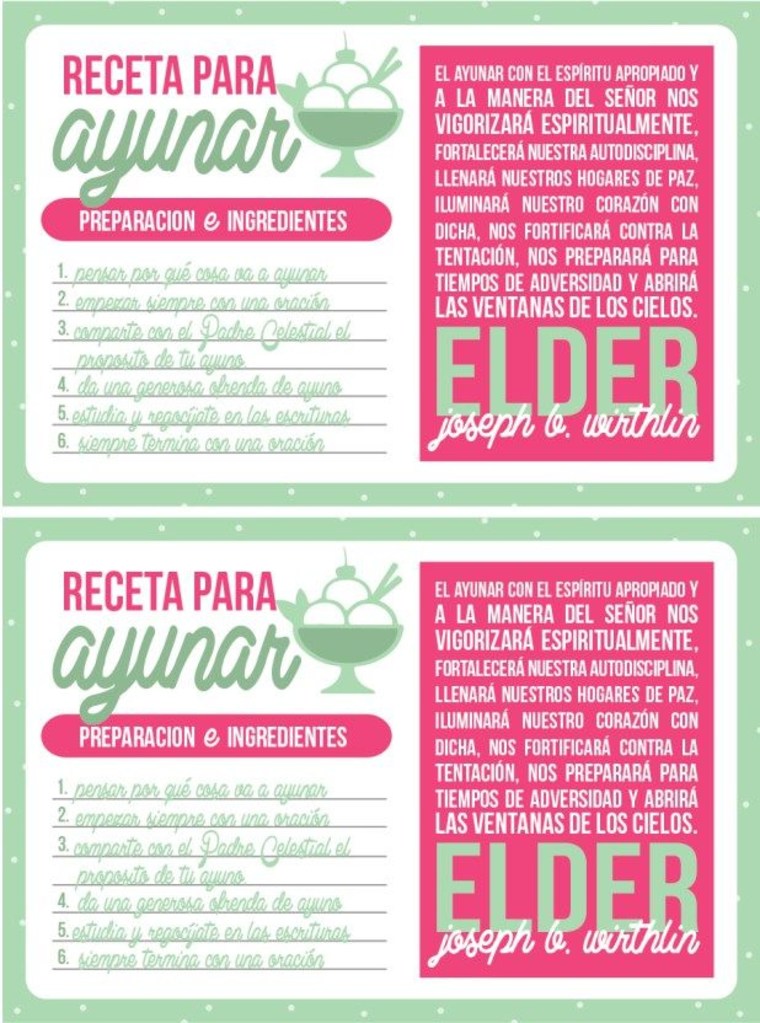 RECETA PARA
ayunar
PREPARACION e INGREDIENTES
1. pensar por qué cosa va a ayunar
2. empezar siempre con una oración
3. comparte con el Padre Celestial el
proposito de tu ayuno
4. da una generosa ofrenda de ayuno
5. estudia y regocíjate en las escrituras
6. siempre termina con una oración
EL AYUNAR CON EL ESPÍRITU APROPIADO Y
A LA MANERA DEL SEÑOR NOS
VIGORIZARÁ ESPIRITUALMENTE,
FORTALECERÁ NUESTRA AUTODISCIPLINA,
LLENARÁ NUESTROS HOGARES DE PAZ,
ILUMINARÁ NUESTRO CORAZÓN CON
DICHA, NOS FORTIFICARÁ CONTRA LA
TENTACIÓN, NOS PREPARARÁ PARA
TIEMPOS DE ADVERSIDAD Y ABRIRÁ
LAS VENTANAS DE LOS CIELOS.
ELDER
joseph b. wirthlin
RECETA PARA
ayunar
PREPARACION e INGREDIENTES
1. pensar por qué cosa va a ayunar
2. empezar siempre con una oración
3. comparte con el Padre Celestial el
proposito de tu ayuno
4. da una generosa ofrenda de ayuno
5. estudia y regocíjate en las escrituras
6. siempre termina con una oración
EL AYUNAR CON EL ESPÍRITU APROPIADO Y
A LA MANERA DEL SEÑOR NOS
VIGORIZARÁ ESPIRITUALMENTE,
FORTALECERÁ NUESTRA AUTODISCIPLINA,
LLENARÁ NUESTROS HOGARES DE PAZ,
ILUMINARÁ NUESTRO CORAZÓN CON
DICHA, NOS FORTIFICARÁ CONTRA LA
TENTACIÓN, NOS PREPARARÁ PARA
TIEMPOS DE ADVERSIDAD Y ABRIRÁ
LAS VENTANAS DE LOS CIELOS.
ELDER
joseph b. wirthlin